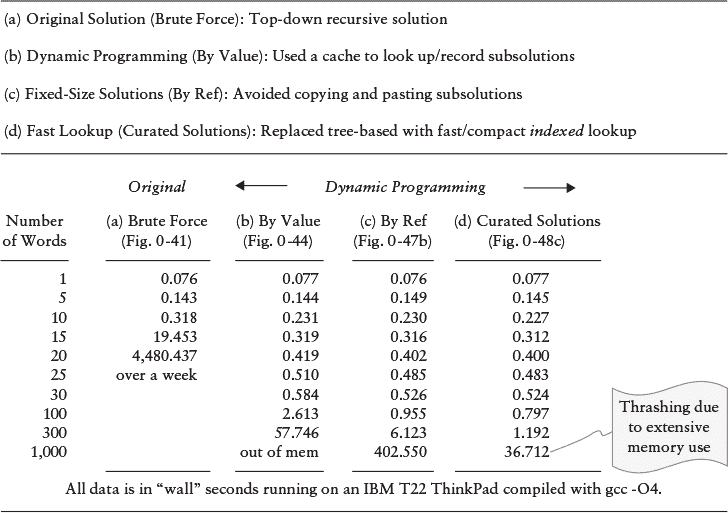 (a) Original Solution (Brute Force): Top-down recursive solution
(b) Dynamic Programming (By Value): Used a cache to look up/record subsolutions
(c) Fixed-Size Solutions (By Ref): Avoided copying and pasting subsolutions
(d) Fast Lookup (Curated Solutions): Replaced tree-based with fast/compact indexed lookup
Original Dynamic Programming
Number of Words (a) Brute Force (Fig. 0-41) (b) By Value (Fig. 0-44) (c) By Ref (Fig. 0-47b) (d) Curated Solutions (Fig. 0-48c)
1 0.076 0.077 0.076 0.077
5 0.143 0.144 0.149 0.145
10 0.318 0.231 0.230 0.227
15 19.453 0.319 0.316 0.312
20 4,480.437 0.419 0.402 0.400
25 over a week 0.510 0.485 0.483
30 0.584 0.526 0.524
100 2.613 0.955 0.797
300 57.746 6.123 1.192
1,000 out of mem 402.550 36.712
Thrashing due
to extensive
memory use
All data is in “wall” seconds running on an IBM T22 ThinkPad compiled with gcc -O4.